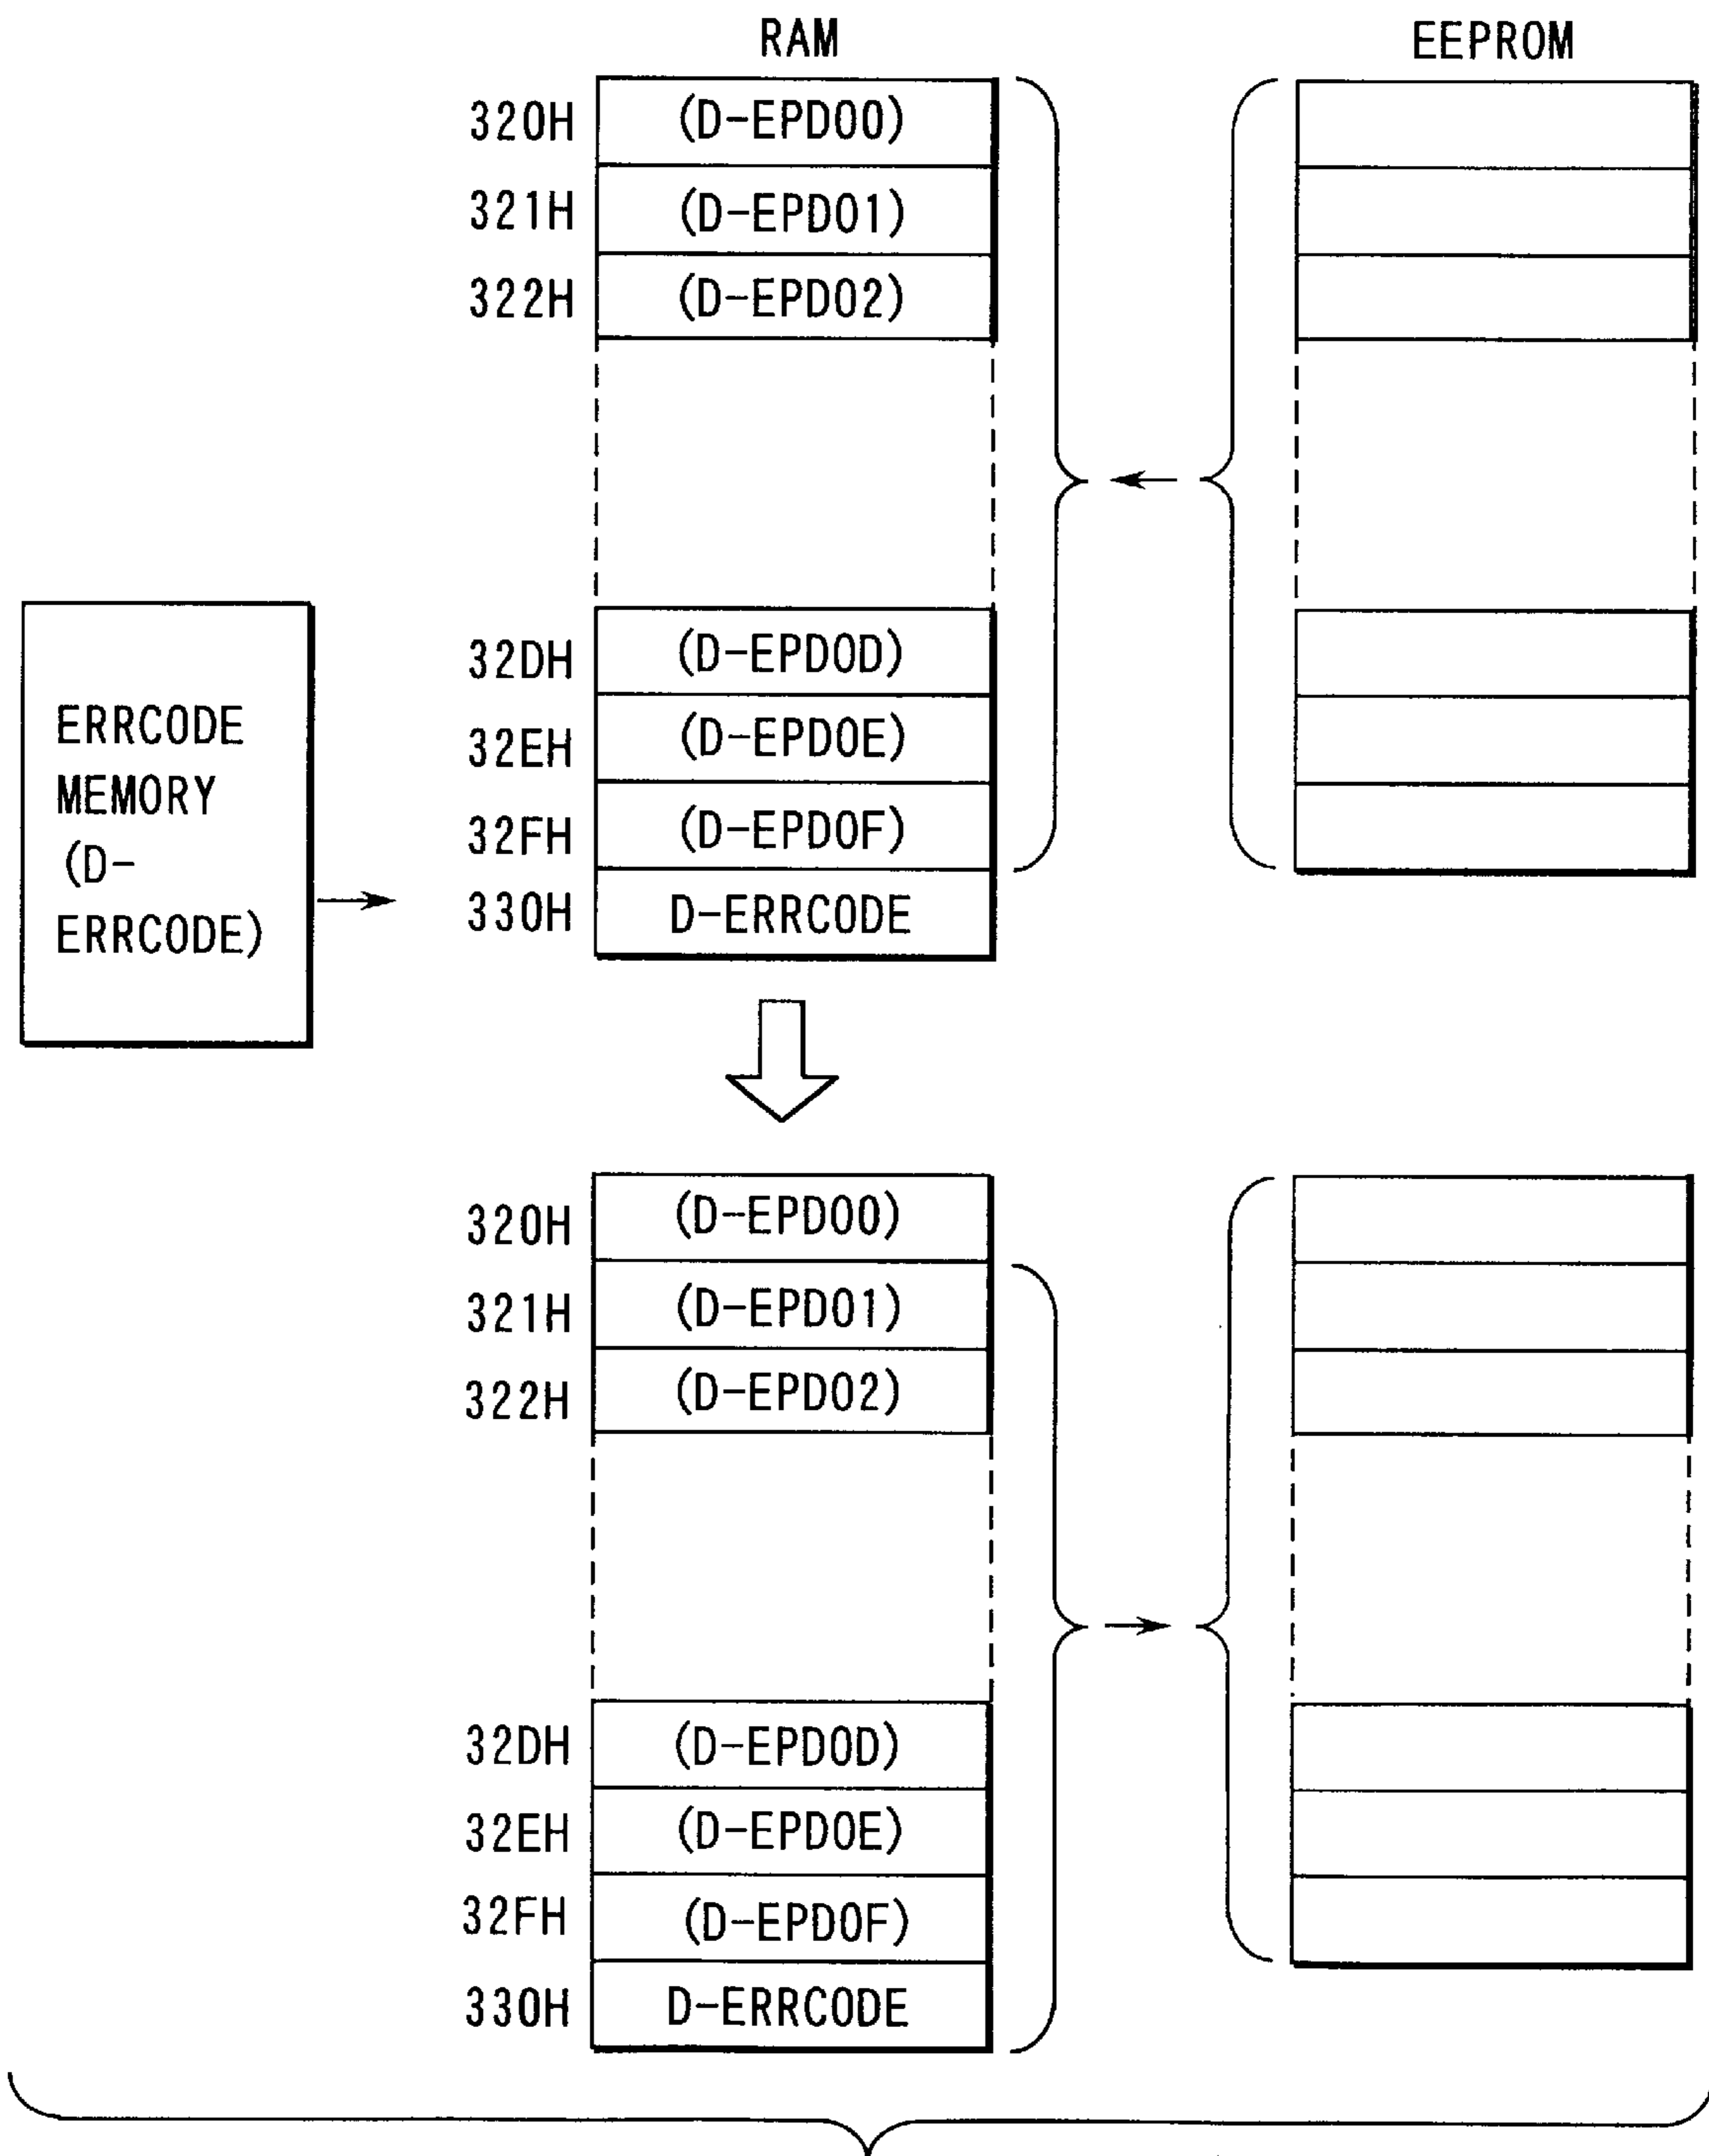 RAM EEPROM
320H (D-EPD00)
321H (D-EPD01)
322H (D-EPD02)
32DH (D-EPD0D)
32EH (D-EPD0E)
32FH (D-EPD0F)
330H D-ERRCODE
ERRCODE
MEMORY
(D-
ERRCODE)
320H (D-EPD00)
321H (D-EPD01)
322H (D-EPD02)
32DH (D-EPD0D)
32EH (D-EPD0E)
32FH (D-EPD0F)
330H D-ERRCODE